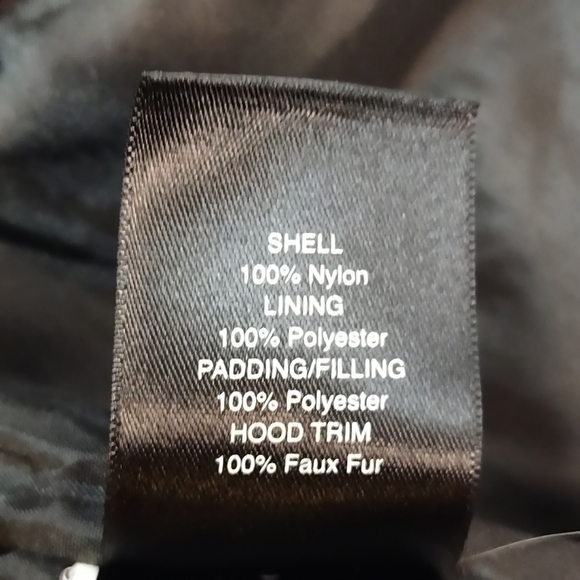 SHELL
100% Nylon
LINING
100% Polyester
PADDING/FILLING
100% Polyester
HOOD TRIM
100% Faux Fur